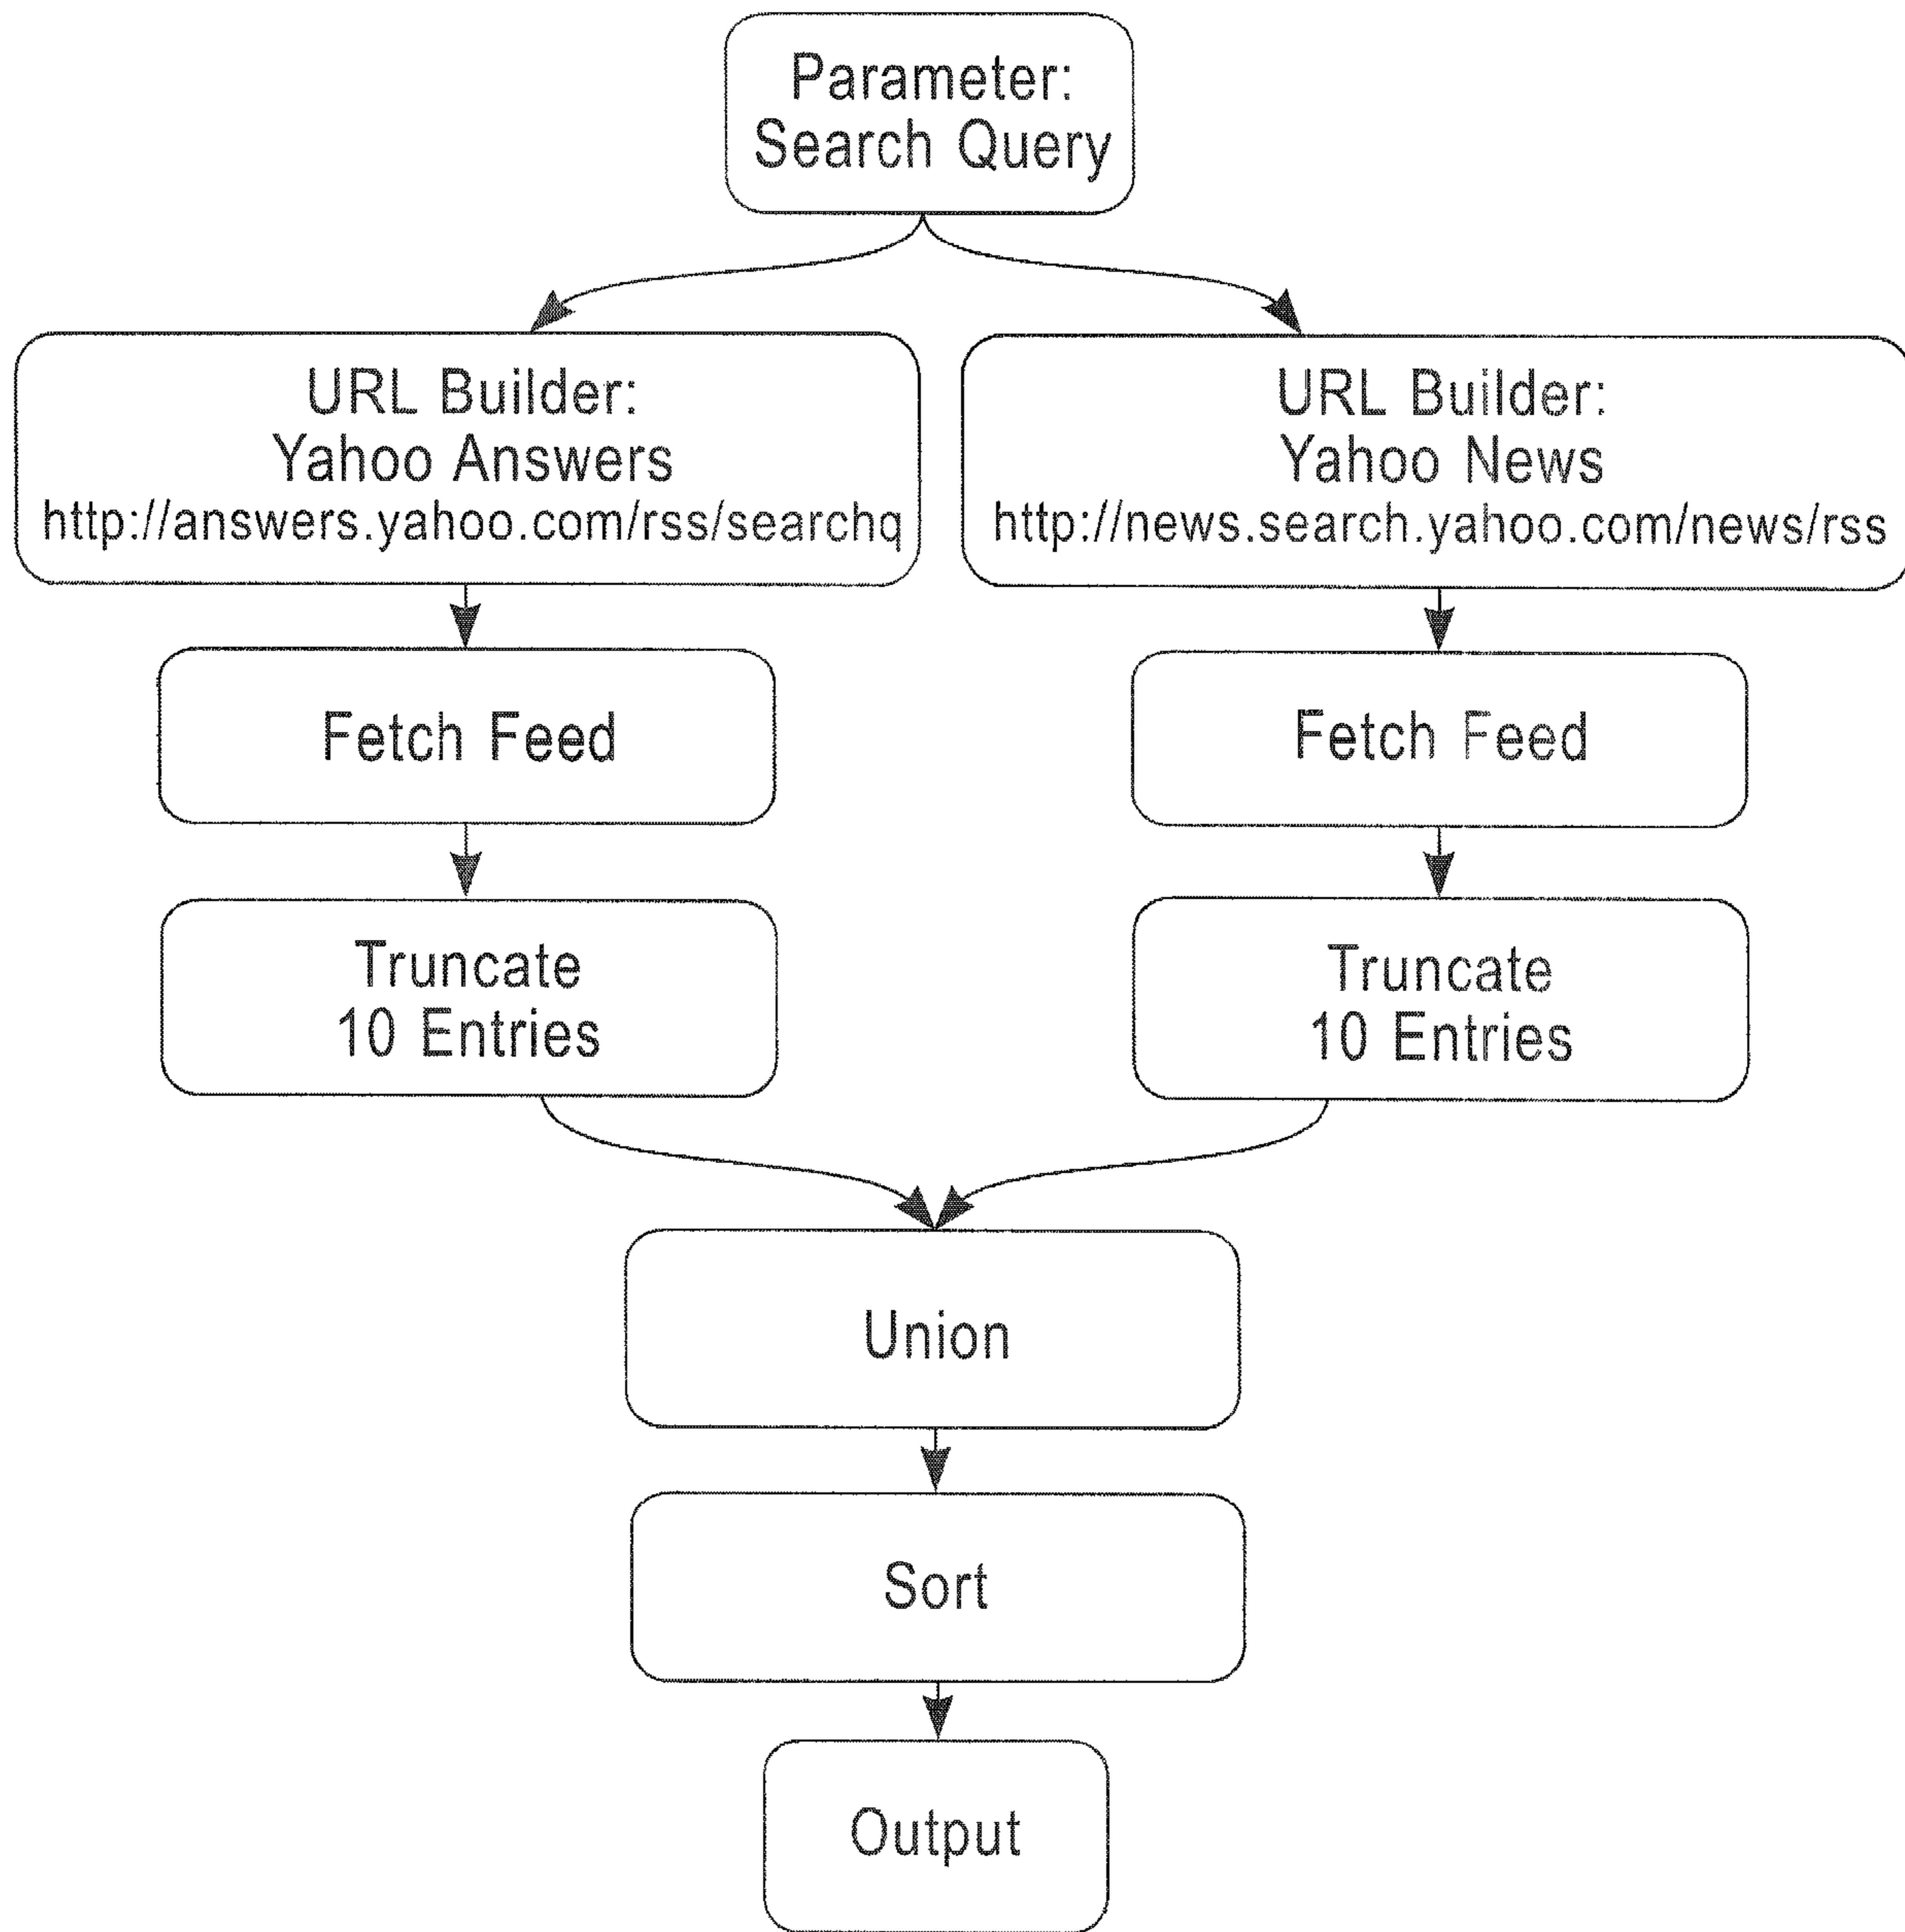 Parameter:
Search Query
URL Builder:
Yahoo Answers
http://answers.yahoo.com/rss/searchq
URL Builder:
Yahoo News
http://news.search.yahoo.com/news/rss
Fetch Feed
Fetch Feed
Truncate
10 Entries
Truncate
10 Entries
Union
Sort
Output